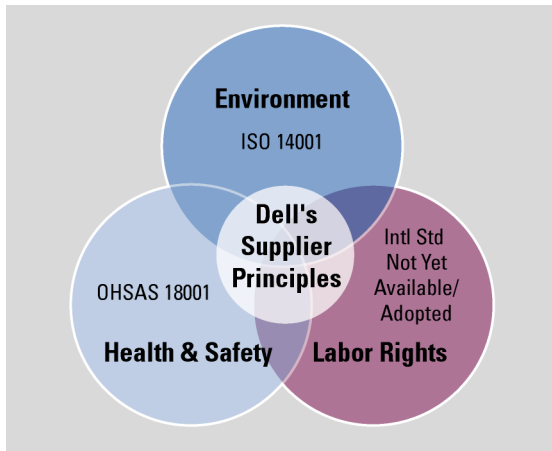 Environment
ISO 14001
Dell's
Supplier
Principles
Intl Std
Not Yet
Available/
Adopted
OHSAS 18001
Health & Safety
Labor Rights